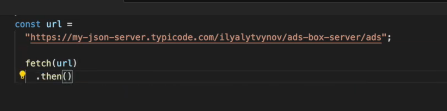 const url =
"https://my-json-server.typicode.com/ilyalytvynov/ads-box-server/ads";
fetch(url)
.then()